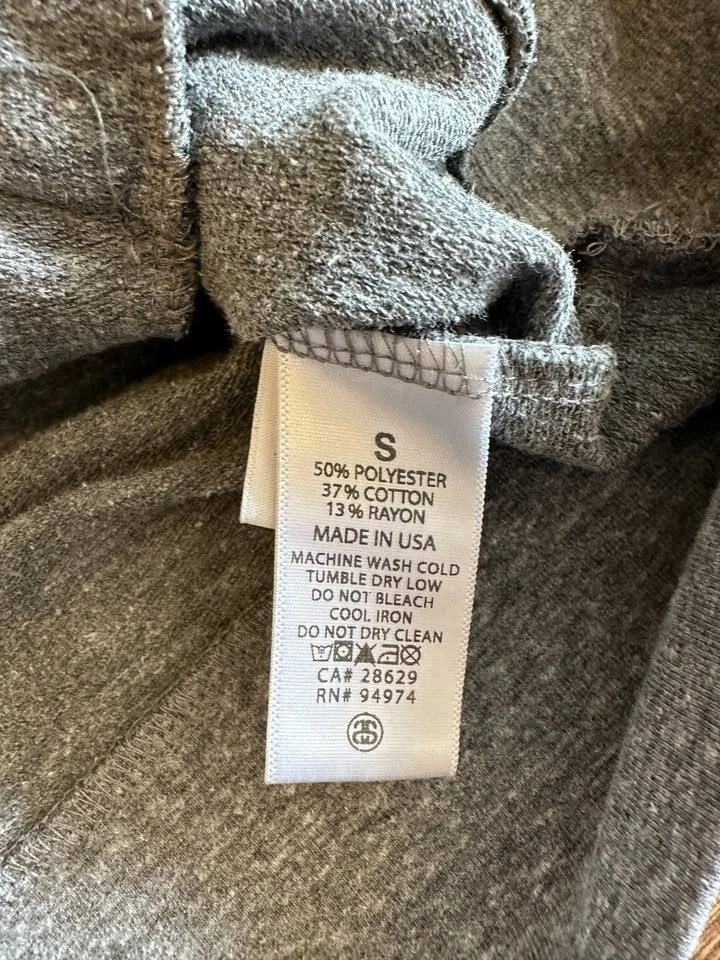 S
50% POLYESTER
37% COTTON
13% RAYON
MADE IN USA
MACHINE WASH COLD
TUMBLE DRY LOW
DO NOT BLEACH
COOL IRON
DO NOT DRY CLEAN
CA# 28629
RN# 94974